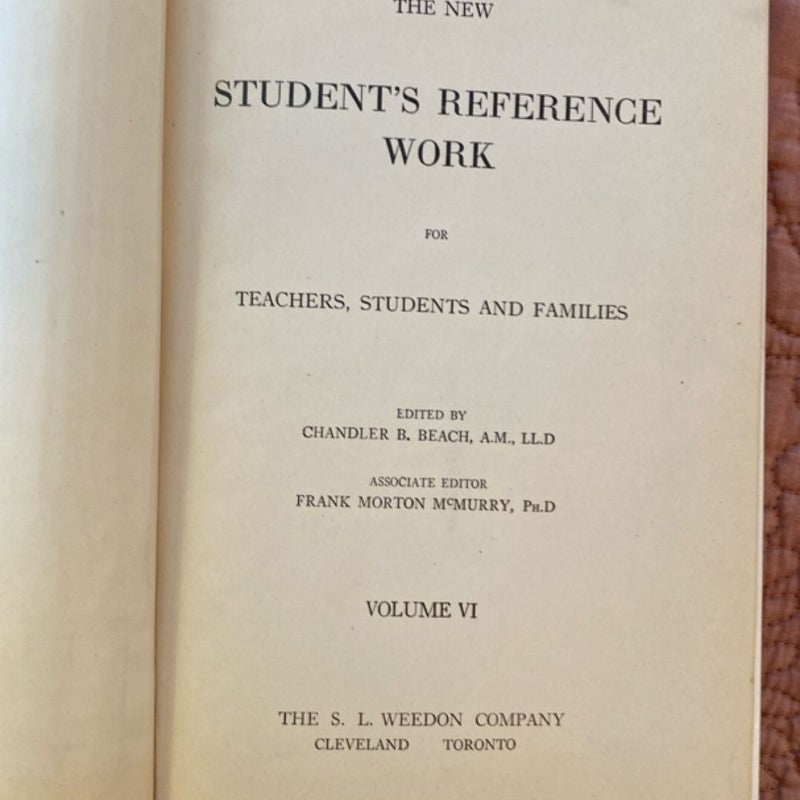 THE NEW
STUDENT'S REFERENCE
WORK
FOR
TEACHERS, STUDENTS AND FAMILIES
EDITED BY
CHANDLER B. BEACH, A.M., LL.D
ASSOCIATE EDITOR
FRANK MORTON McMURRY, Ph.D
VOLUME VI
THE S. L. WEEDON COMPANY
CLEVELAND TORONTO